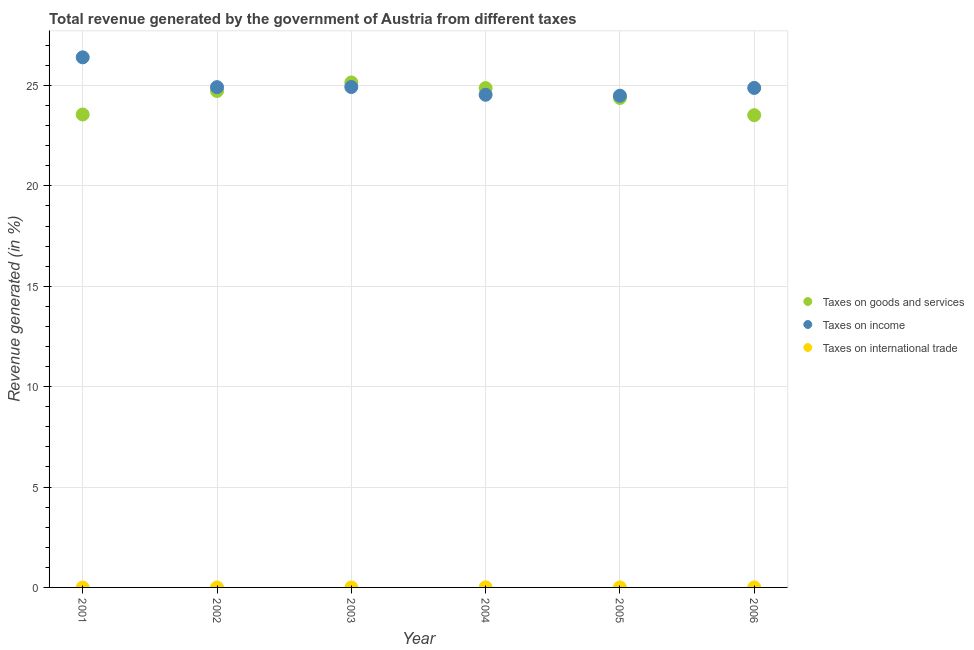 Total revenue generated by the government of Austria from different taxes
Revenue generated (in %)
25
20
15
10
5
0
2001
2002
2003
2004
2005
2006
Year
Taxes on goods and services
Taxes on income
Taxes on international trade